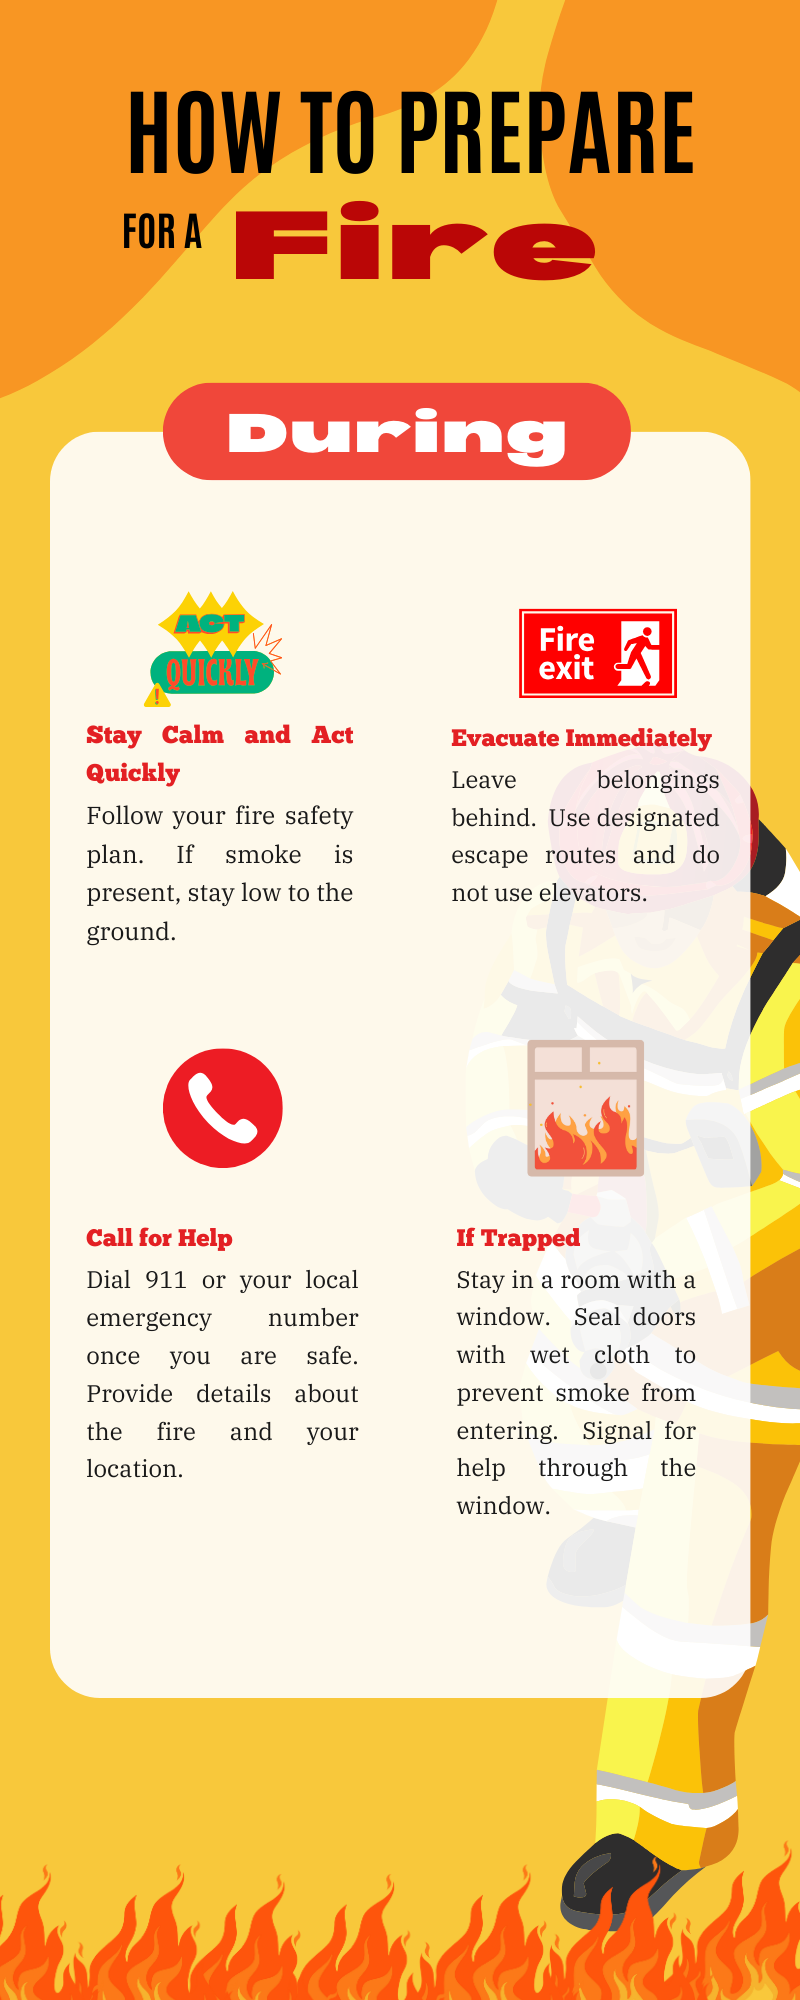 HOW TO PREPARE
FOR A Fire
During
ACT
QUICKLY
!
Stay Calm and Act
Quickly
Follow your fire safety
plan. If smoke is
present, stay low to the
ground.
Fire
exit
Evacuate Immediately
Leave belongings
behind. Use designated
escape routes and do
not use elevators.
Call for Help
Dial 911 or your local
emergency number
once you are safe.
Provide details about
the fire and your
location.
If Trapped
Stay in a room with a
window. Seal doors
with wet cloth to
prevent smoke from
entering. Signal for
help through the
window.